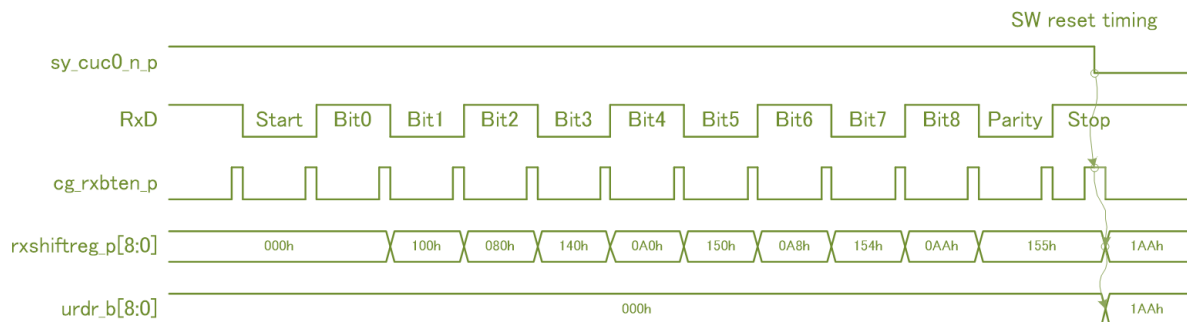 SW reset timing
sy_cuc0_n_p
RxD Start Bit0 Bit1 Bit2 Bit3 Bit4 Bit5 Bit6 Bit7 Bit8 Parity Stop
cg_rxbten_p
rxshiftreg_p[8:0] 000h 100h 080h 140h 0A0h 150h 0A8h 154h 0AAh 155h 1AAh
urdr_b[8:0] 000h 1AAh